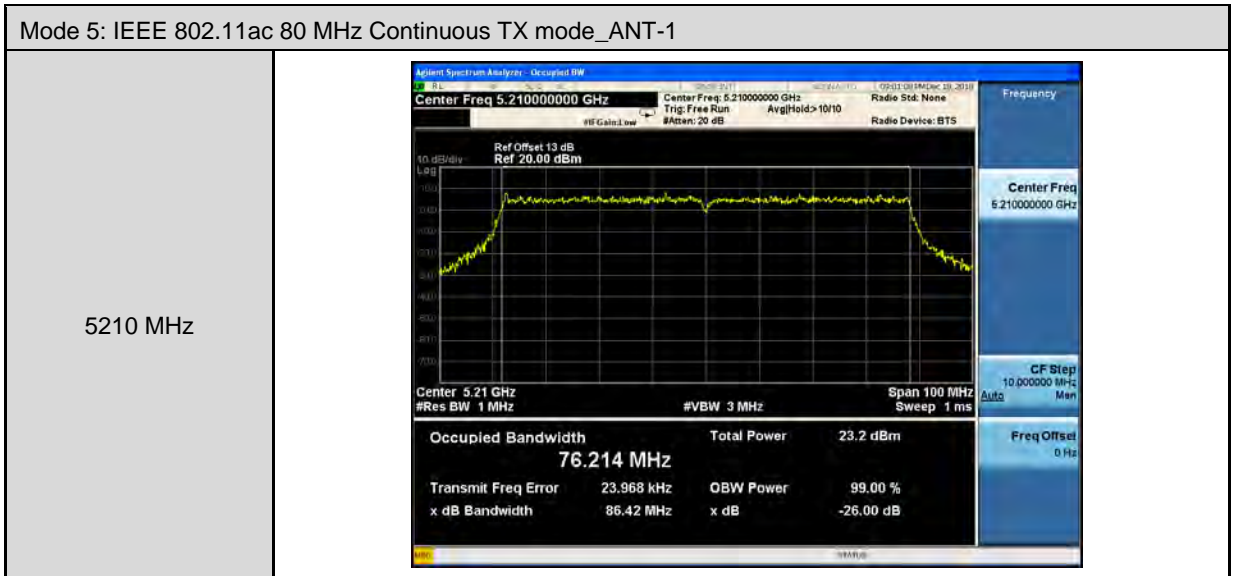 Mode 5: IEEE 802.11ac 80 MHz Continuous TX mode_ANT-1
5210 MHz
Agilent Spectrum Analyzer - Occupied BW
RL
Center Freq 5.210000000 GHz
#IFGain:Low
Center Freq: 5.210000000 GHz
Trig: Free Run Avg|Hold:>10/10
#Atten: 20 dB
Radio Std: None
Radio Device: BTS
Frequency
Ref Offset 13 dB
10 dB/div Ref 20.00 dBm
Log
Center Freq
5.210000000 GHz
Center 5.21 GHz
Span 100 MHz
#Res BW 1 MHz
#VBW 3 MHz
Sweep 1 ms
CF Step
10.000000 MHz
Auto Man
Occupied Bandwidth
76.214 MHz
Total Power 23.2 dBm
Freq Offset
0 Hz
Transmit Freq Error 23.968 kHz OBW Power 99.00 %
x dB Bandwidth 86.42 MHz x dB -26.00 dB
MSG
STATUS